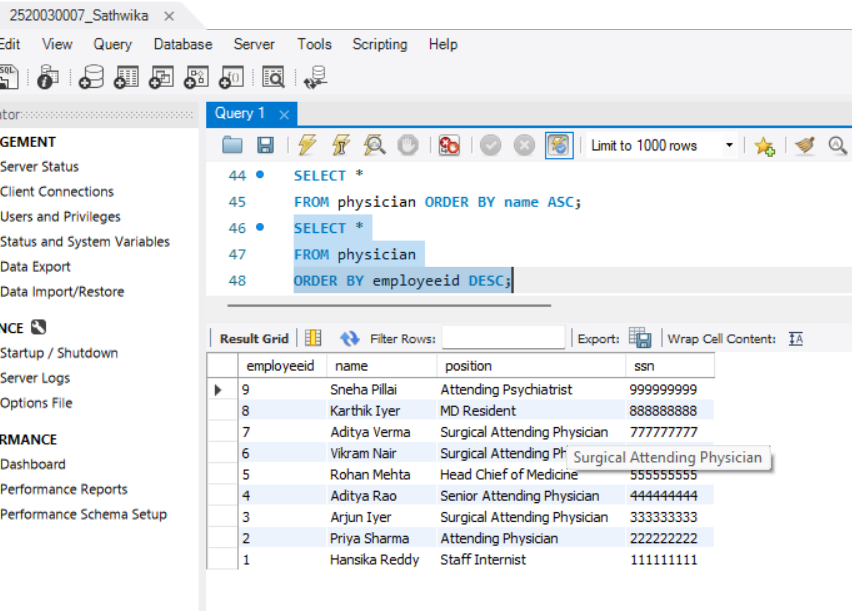 2520030007_Sathwika ×
Edit View Query Database Server Tools Scripting Help
SQL
Query 1 ×
GEMENT
Server Status
Client Connections
Users and Privileges
Status and System Variables
Data Export
Data Import/Restore
NCE
Startup / Shutdown
Server Logs
Options File
RMANCE
Dashboard
Performance Reports
Performance Schema Setup
Limit to 1000 rows
44 SELECT *
45 FROM physician ORDER BY name ASC;
46 SELECT *
47 FROM physician
48 ORDER BY employeeid DESC;
Result Grid Filter Rows: Export: Wrap Cell Content: IA
employeeid name position ssn
9 Sneha Pillai Attending Psychiatrist 999999999
8 Karthik Iyer MD Resident 888888888
7 Aditya Verma Surgical Attending Physician 777777777
6 Vikram Nair Surgical Attending Ph
Surgical Attending Physician
5 Rohan Mehta Head Chief of Medicine 555555555
4 Aditya Rao Senior Attending Physician 444444444
3 Arjun Iyer Surgical Attending Physician 333333333
2 Priya Sharma Attending Physician 222222222
1 Hansika Reddy Staff Internist 111111111